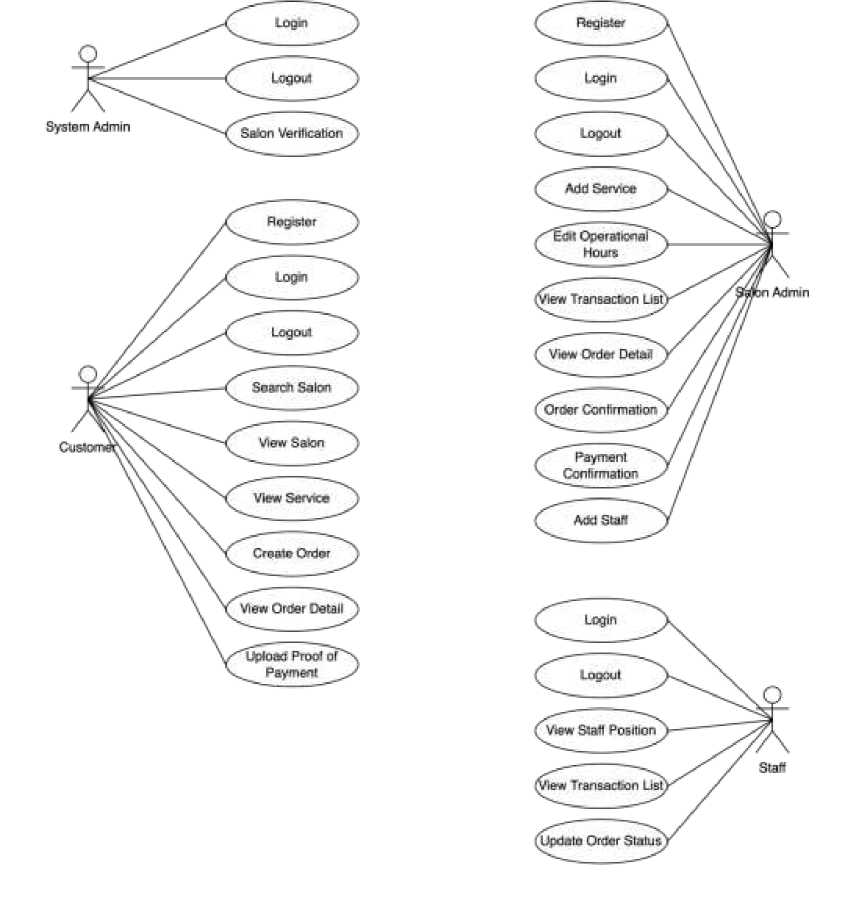 Login
Logout
Salon Verification
System Admin
Register
Login
Logout
Search Salon
View Salon
View Service
Create Order
View Order Detail
Upload Proof of
Payment
Customer
Register
Login
Logout
Add Service
Edit Operational
Hours
View Transaction List
View Order Detail
Order Confirmation
Payment
Confirmation
Add Staff
Salon Admin
Login
Logout
View Staff Position
View Transaction List
Update Order Status
Staff